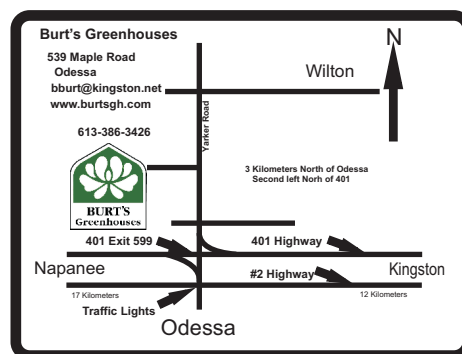 Burt's Greenhouses
539 Maple Road
Odessa
bburt@kingston.net
www.burtsgh.com
613-386-3426
N
Wilton
Yarker Road
3 Kilometers North of Odessa
Second left North of 401
BURT'S
Greenhouses
401 Exit 599
401 Highway
Napanee
Kingston
#2 Highway
17 Kilometers
12 Kilometers
Traffic Lights
Odessa